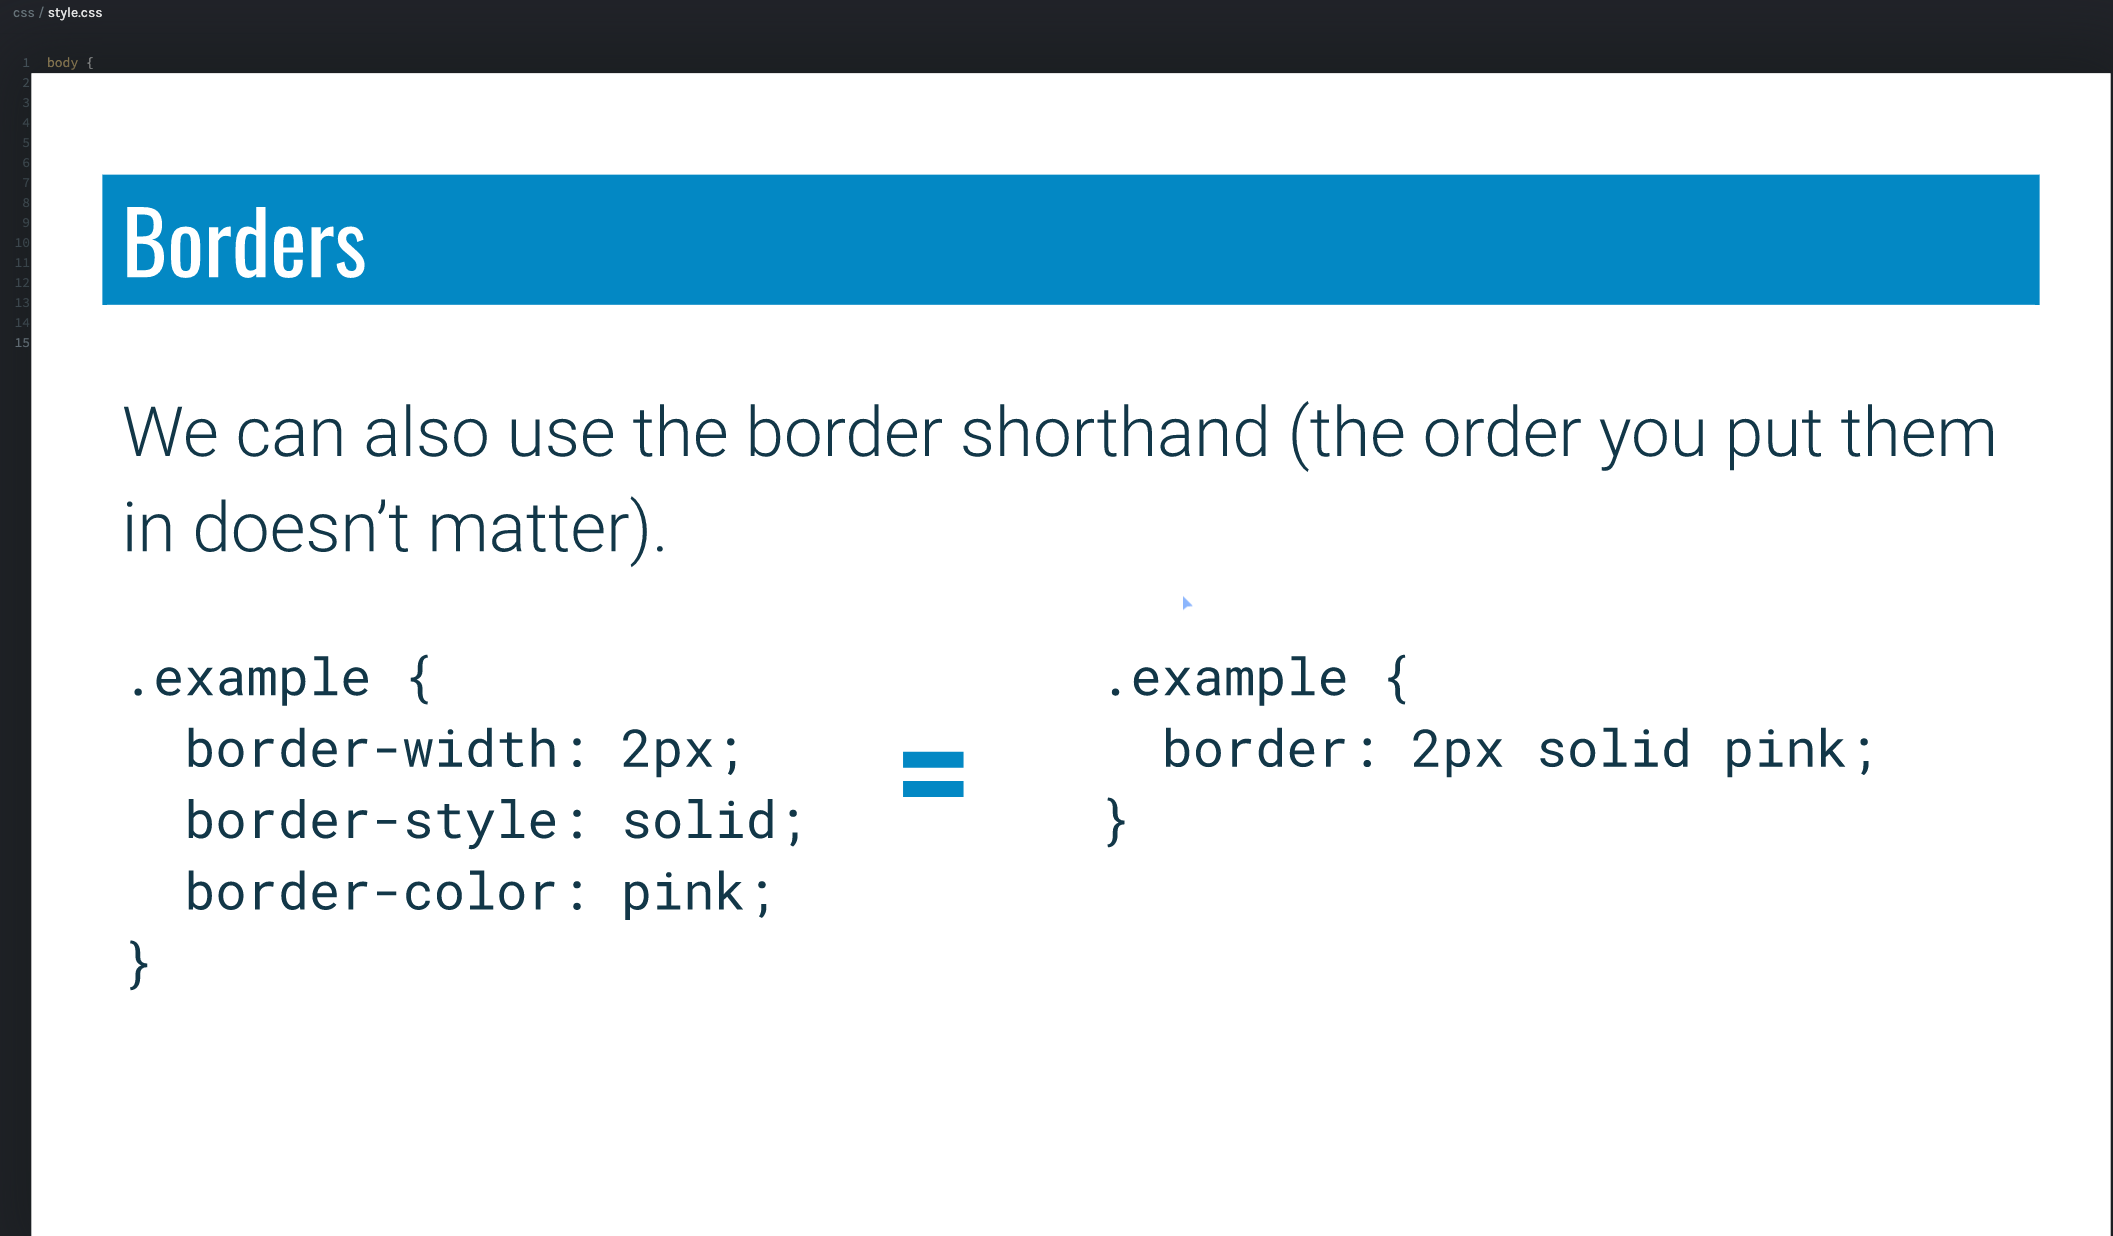 css / style.css
1 body {
2
3
4
5
6
7
8
9
10
11
12
13
14
15
Borders
We can also use the border shorthand (the order you put them
in doesn’t matter).
.example {
border-width: 2px;
border-style: solid;
border-color: pink;
}
=
.example {
border: 2px solid pink;
}